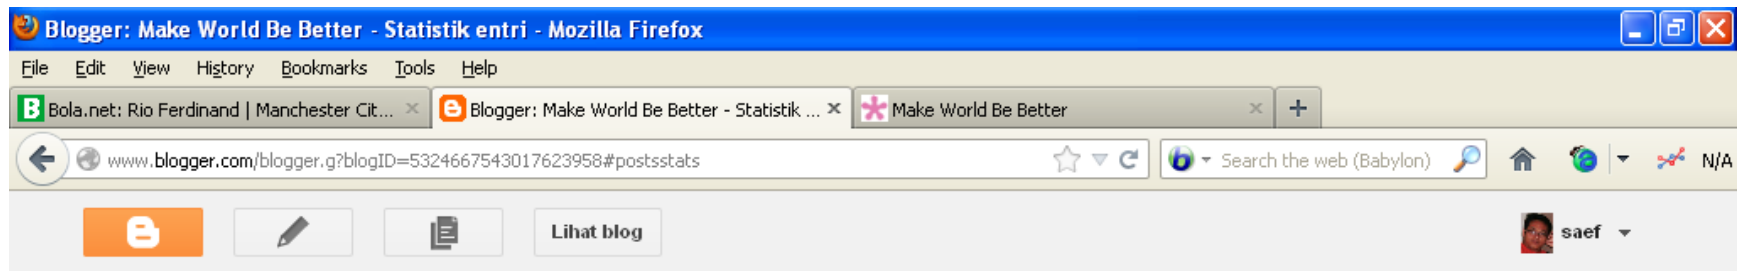 Blogger: Make World Be Better - Statistik entri - Mozilla Firefox
File Edit View History Bookmarks Tools Help
B Bola.net: Rio Ferdinand | Manchester Cit... Blogger: Make World Be Better - Statistik ... Make World Be Better
www.blogger.com/blogger.g?blogID=5324667543017623958#postsstats Search the web (Babylon) N/A
Lihat blog saef